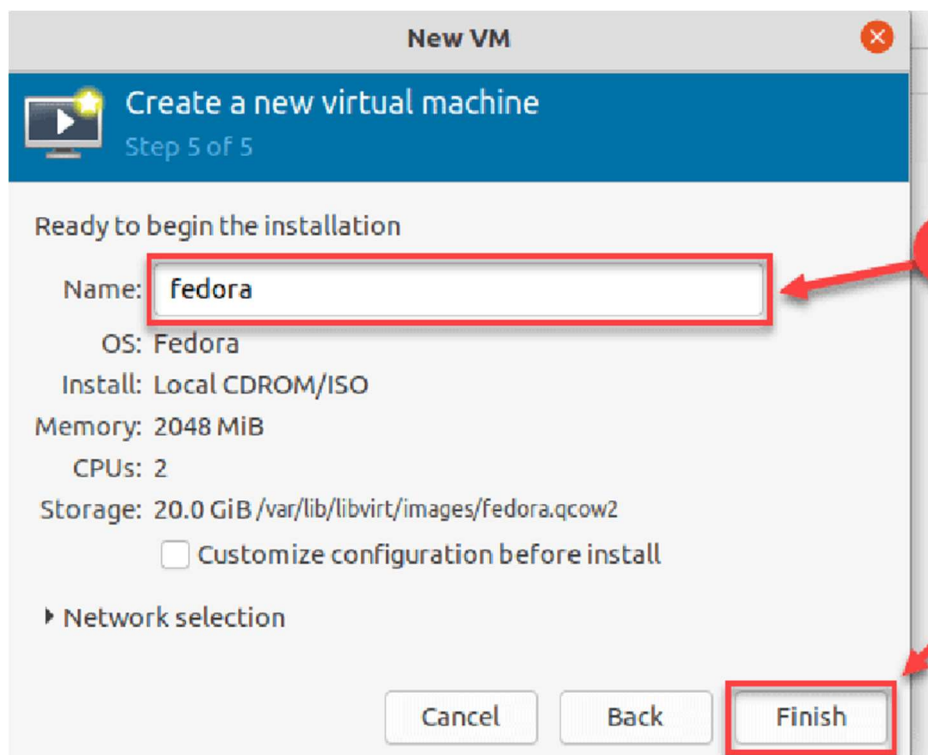 New VM
Create a new virtual machine
Step 5 of 5
Ready to begin the installation
Name: fedora
OS: Fedora
Install: Local CDROM/ISO
Memory: 2048 MiB
CPUs: 2
Storage: 20.0 GiB /var/lib/libvirt/images/fedora.qcow2
Customize configuration before install
Network selection
Cancel Back Finish